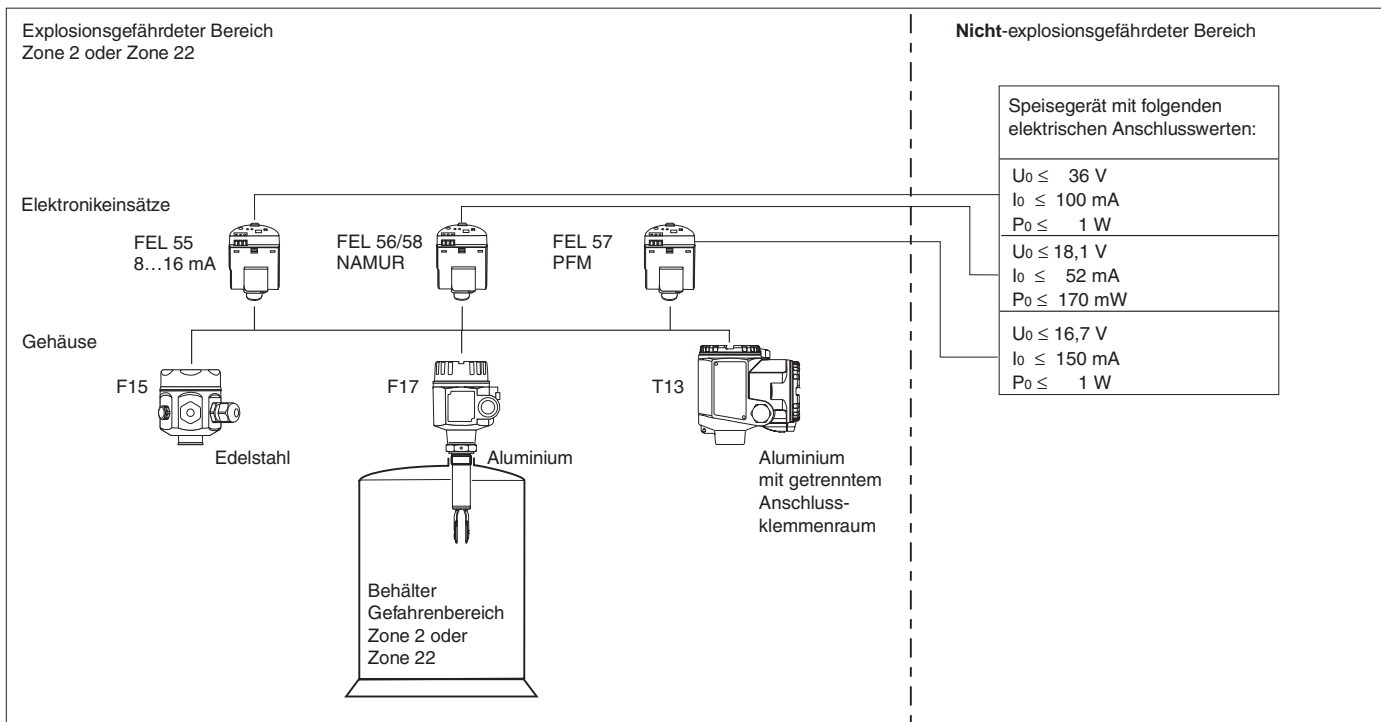 Explosionsgefährdeter Bereich
Zone 2 oder Zone 22
Nicht-explosionsgefährdeter Bereich
Speisegerät mit folgenden
elektrischen Anschlusswerten:
U0 ≤ 36 V
I0 ≤ 100 mA
P0 ≤ 1 W
U0 ≤ 18,1 V
I0 ≤ 52 mA
P0 ≤ 170 mW
U0 ≤ 16,7 V
I0 ≤ 150 mA
P0 ≤ 1 W
Elektronikeinsätze
FEL 55
8...16 mA
FEL 56/58
NAMUR
FEL 57
PFM
Gehäuse
F15
Edelstahl
F17
Aluminium
T13
Aluminium
mit getrenntem
Anschluss-
klemmenraum
Behälter
Gefahrenbereich
Zone 2 oder
Zone 22